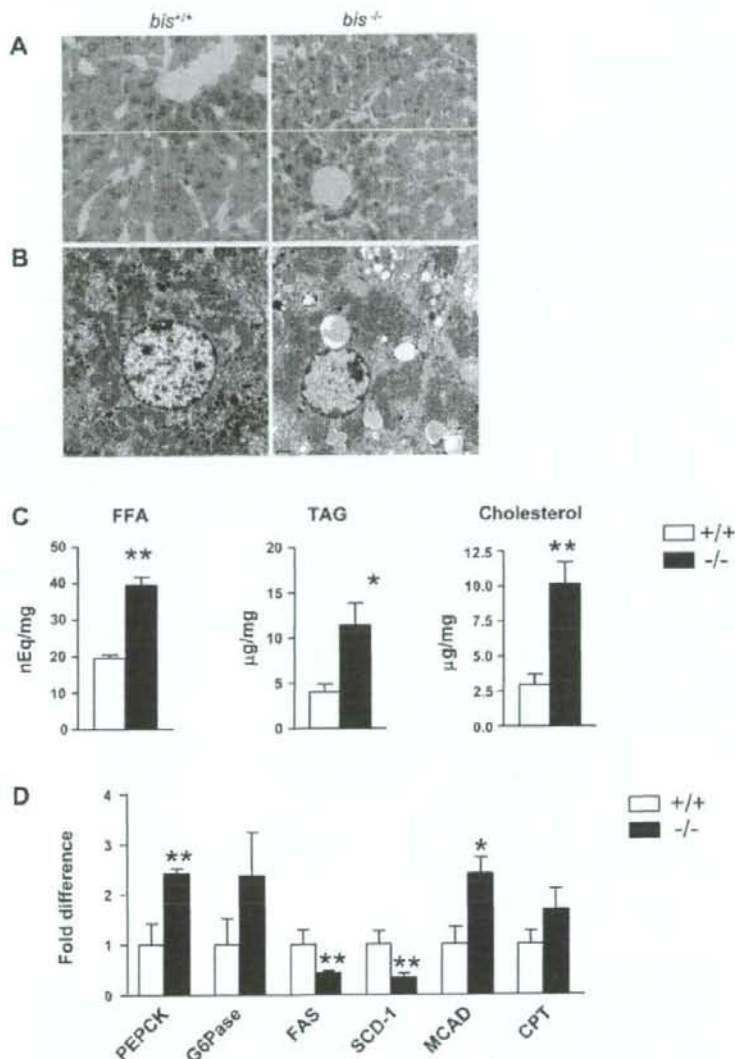 bis+/+ bis-/-
A
B
C
FFA TAG Cholesterol
+/+
-/-
** * **
50
40
30
20
10
0
nEq/mg
20
15
10
5
0
μg/mg
12.5
10.0
7.5
5.0
2.5
0.0
μg/mg
D
+/+
-/-
4
3
2
1
0
Fold difference
** ** ** *
PEPCK G6Pase FAS SCD-1 MCAD CPT